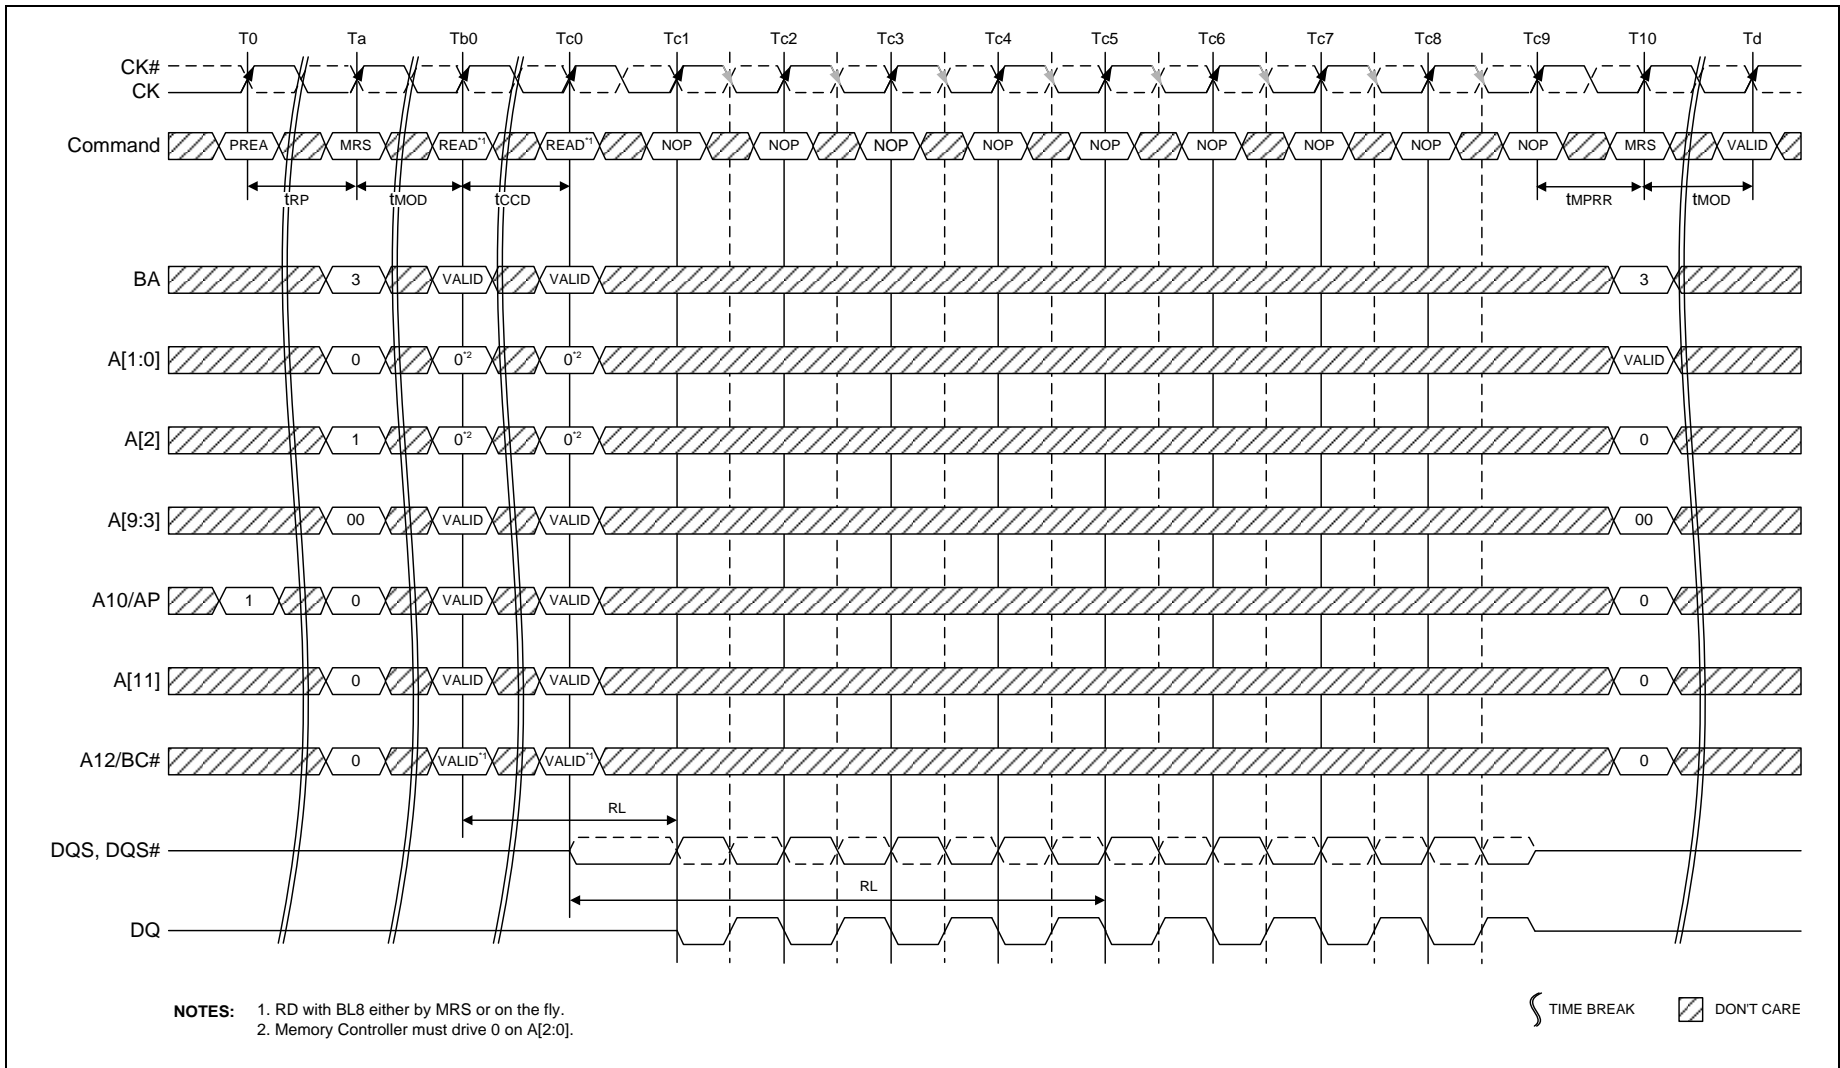 T0 Ta Tb0 Tc0 Tc1 Tc2 Tc3 Tc4 Tc5 Tc6 Tc7 Tc8 Tc9 T10 Td
CK#
CK
Command PREA MRS READ*1 READ*1 NOP NOP NOP NOP NOP NOP NOP NOP NOP MRS VALID
tRP tMOD tCCD tMPRR tMOD
BA 3 VALID VALID 3
A[1:0] 0 0*2 0*2 VALID
A[2] 1 0*2 0*2 0
A[9:3] 00 VALID VALID 00
A10/AP 1 0 VALID VALID 0
A[11] 0 VALID VALID 0
A12/BC# 0 VALID*1 VALID*1 0
RL
DQS, DQS#
RL
DQ
NOTES: 1. RD with BL8 either by MRS or on the fly.
2. Memory Controller must drive 0 on A[2:0].
TIME BREAK DON'T CARE